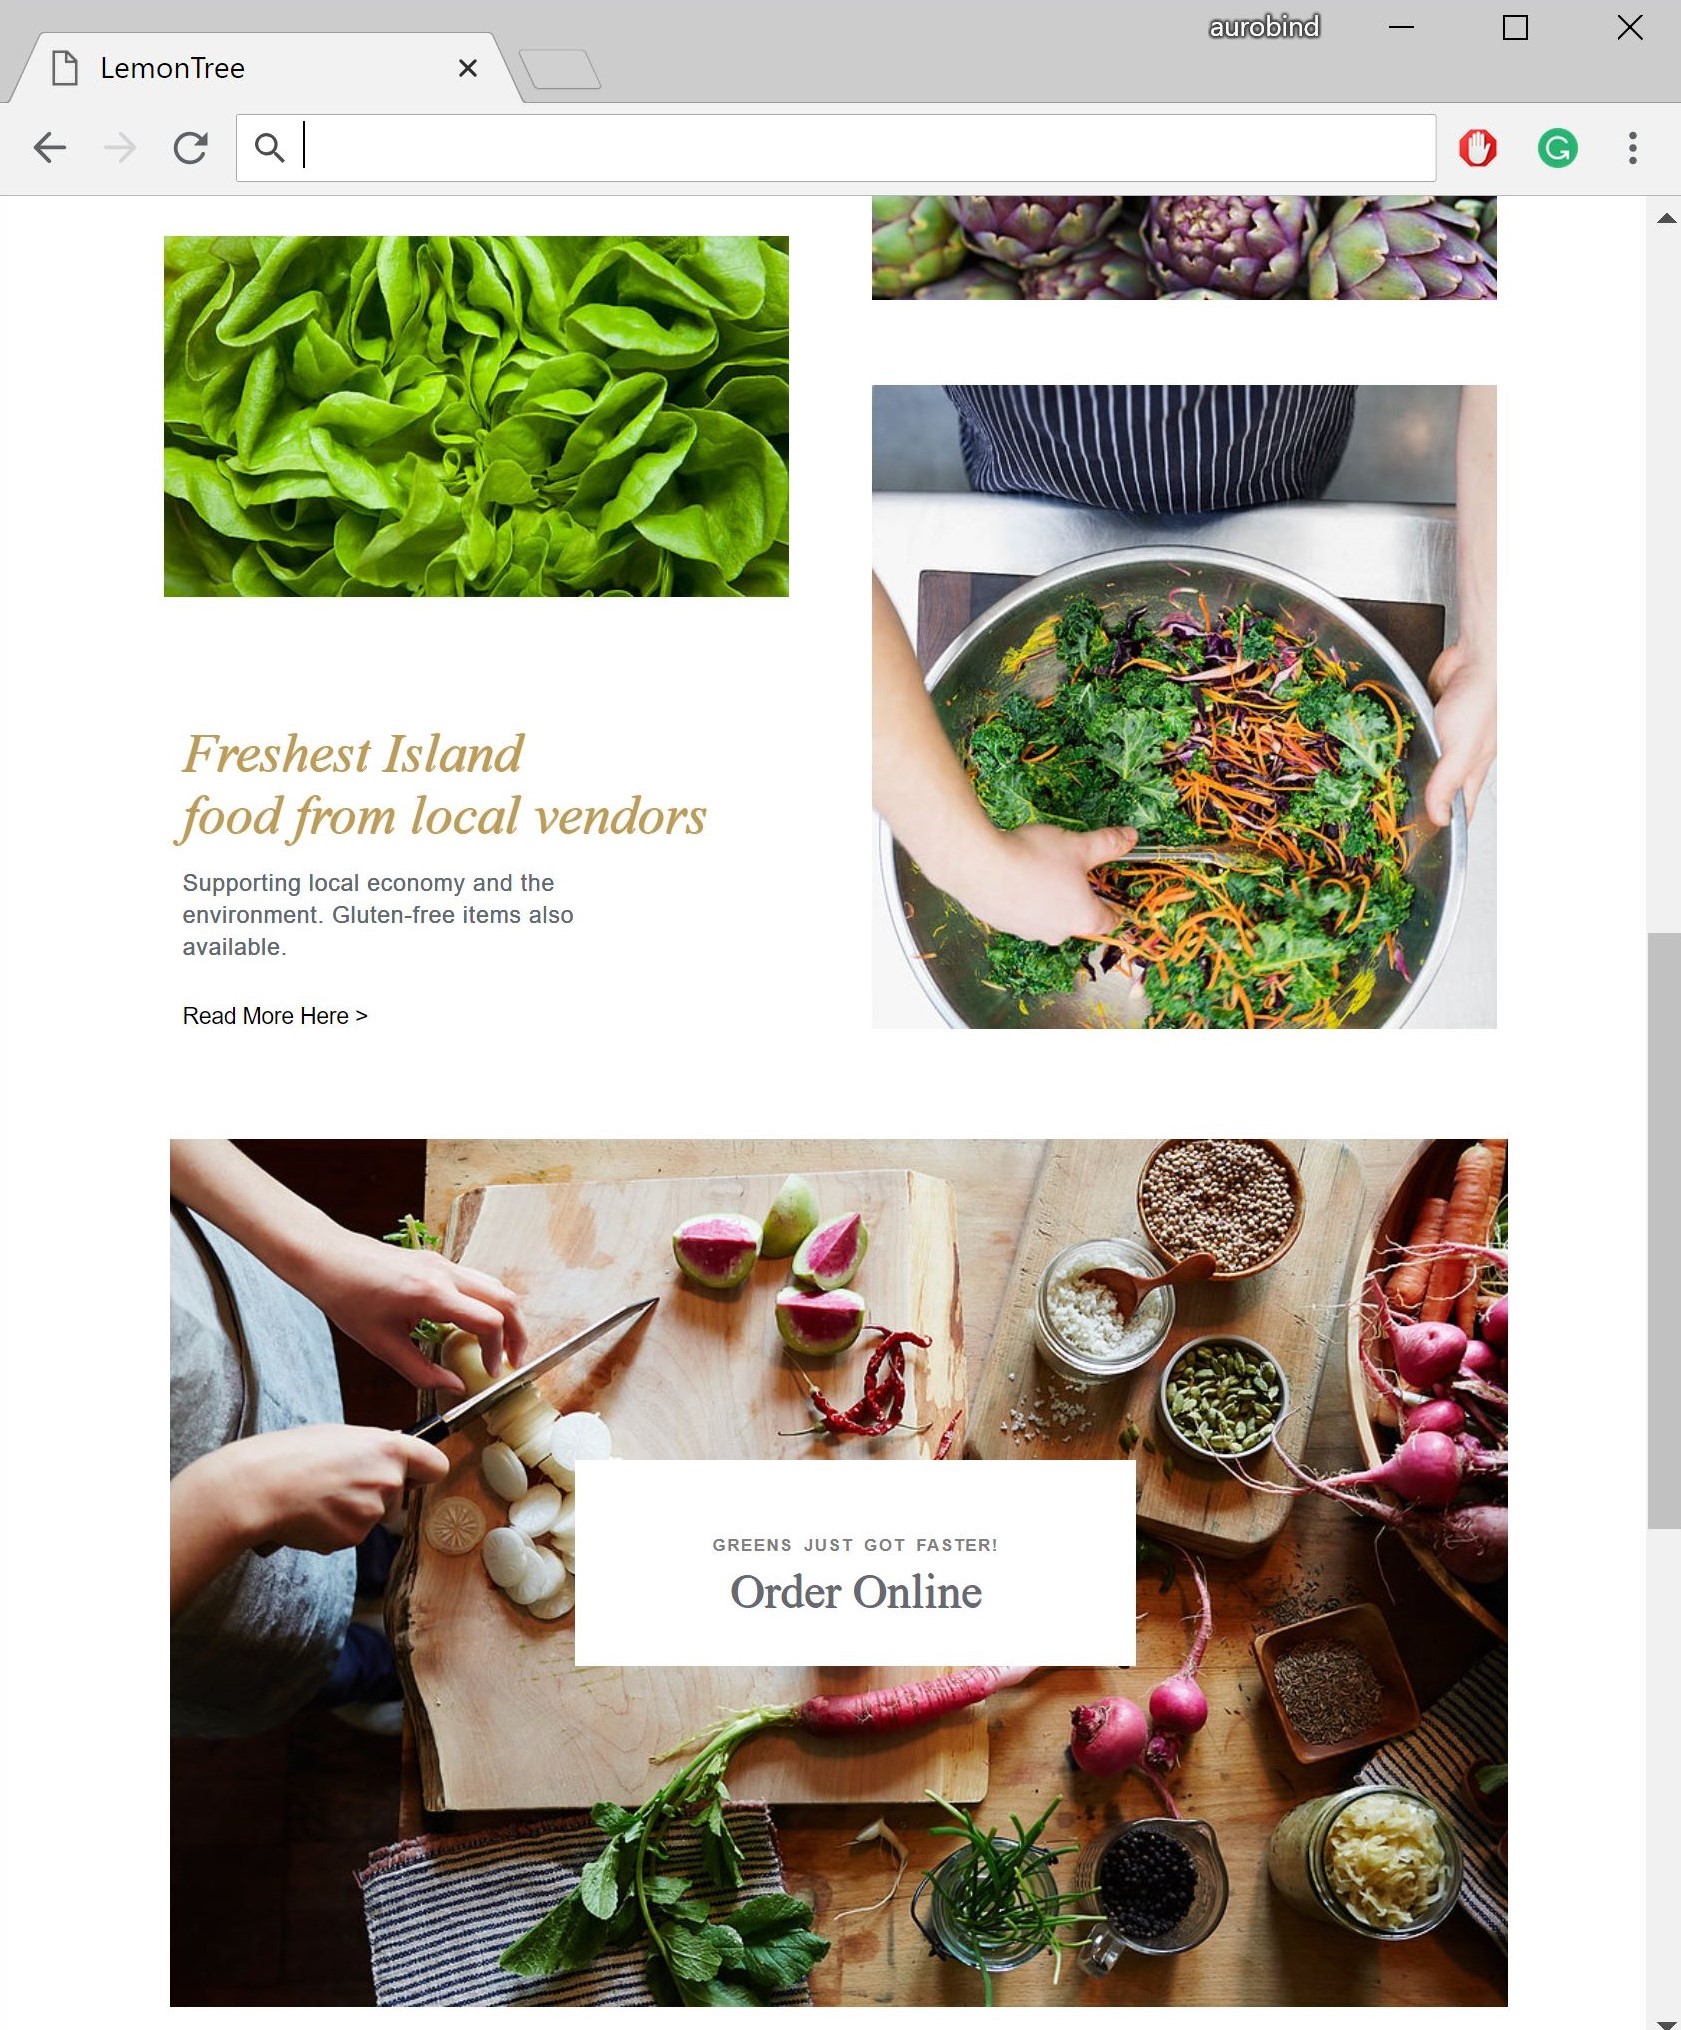 aurobind
LemonTree
Freshest Island
food from local vendors
Supporting local economy and the
environment. Gluten-free items also
available.
Read More Here >
GREENS JUST GOT FASTER!
Order Online